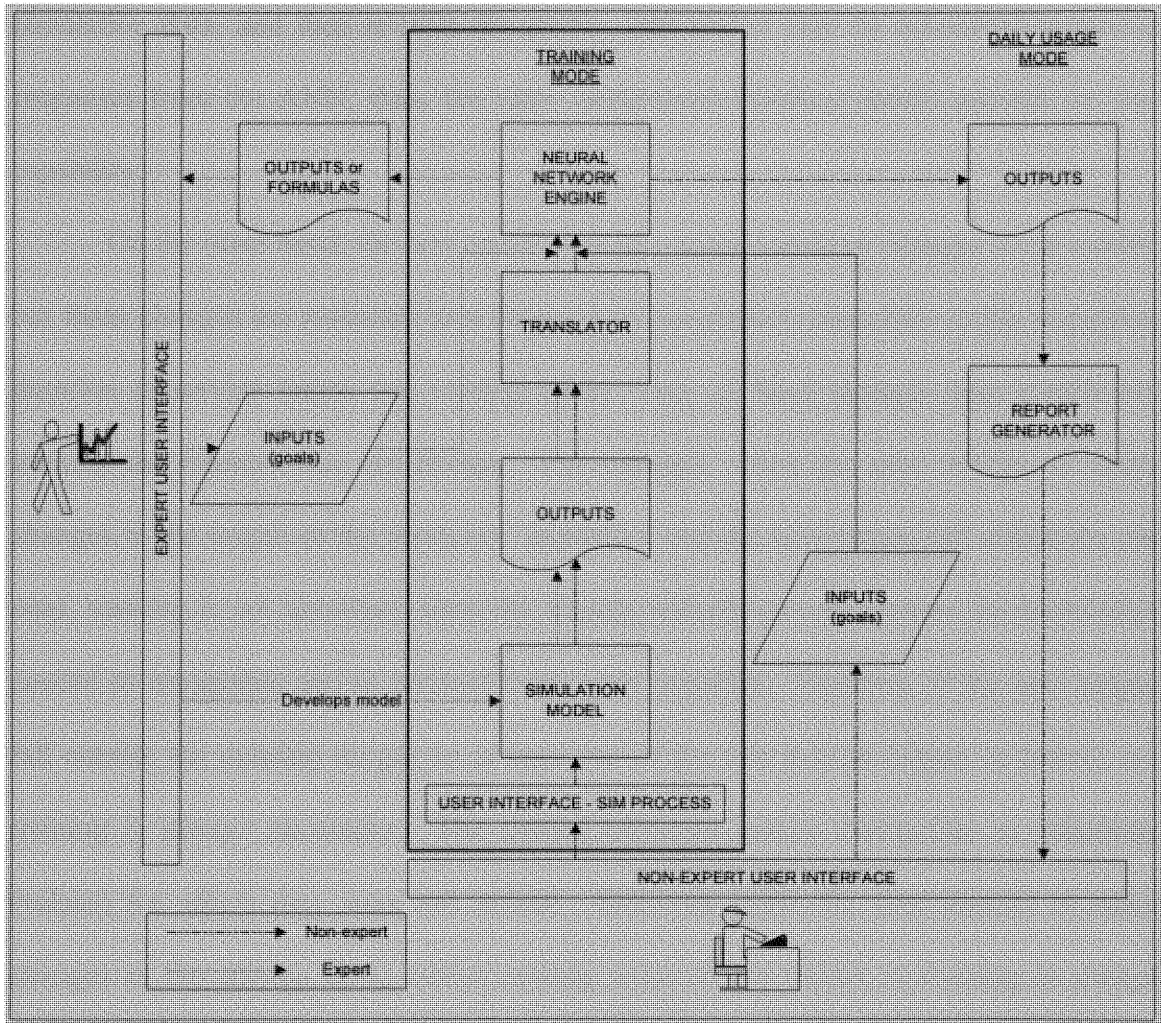 TRAINING
MODE
DAILY USAGE
MODE
OUTPUTS or
FORMULAS
NEURAL
NETWORK
ENGINE
OUTPUTS
TRANSLATOR
EXPERT USER INTERFACE
INPUTS
(goals)
REPORT
GENERATOR
OUTPUTS
INPUTS
(goals)
Develops model
SIMULATION
MODEL
USER INTERFACE - SIM PROCESS
NON-EXPERT USER INTERFACE
Non-expert
Expert